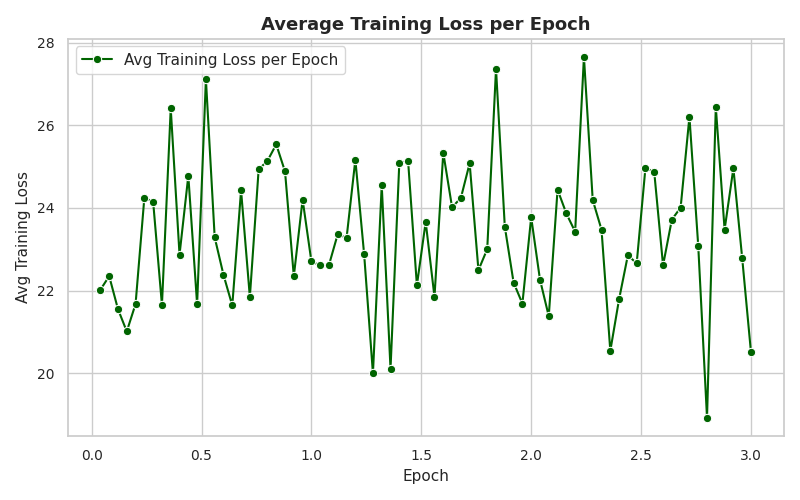 Average Training Loss per Epoch
Avg Training Loss per Epoch
Avg Training Loss
28
26
24
22
20
0.0 0.5 1.0 1.5 2.0 2.5 3.0
Epoch